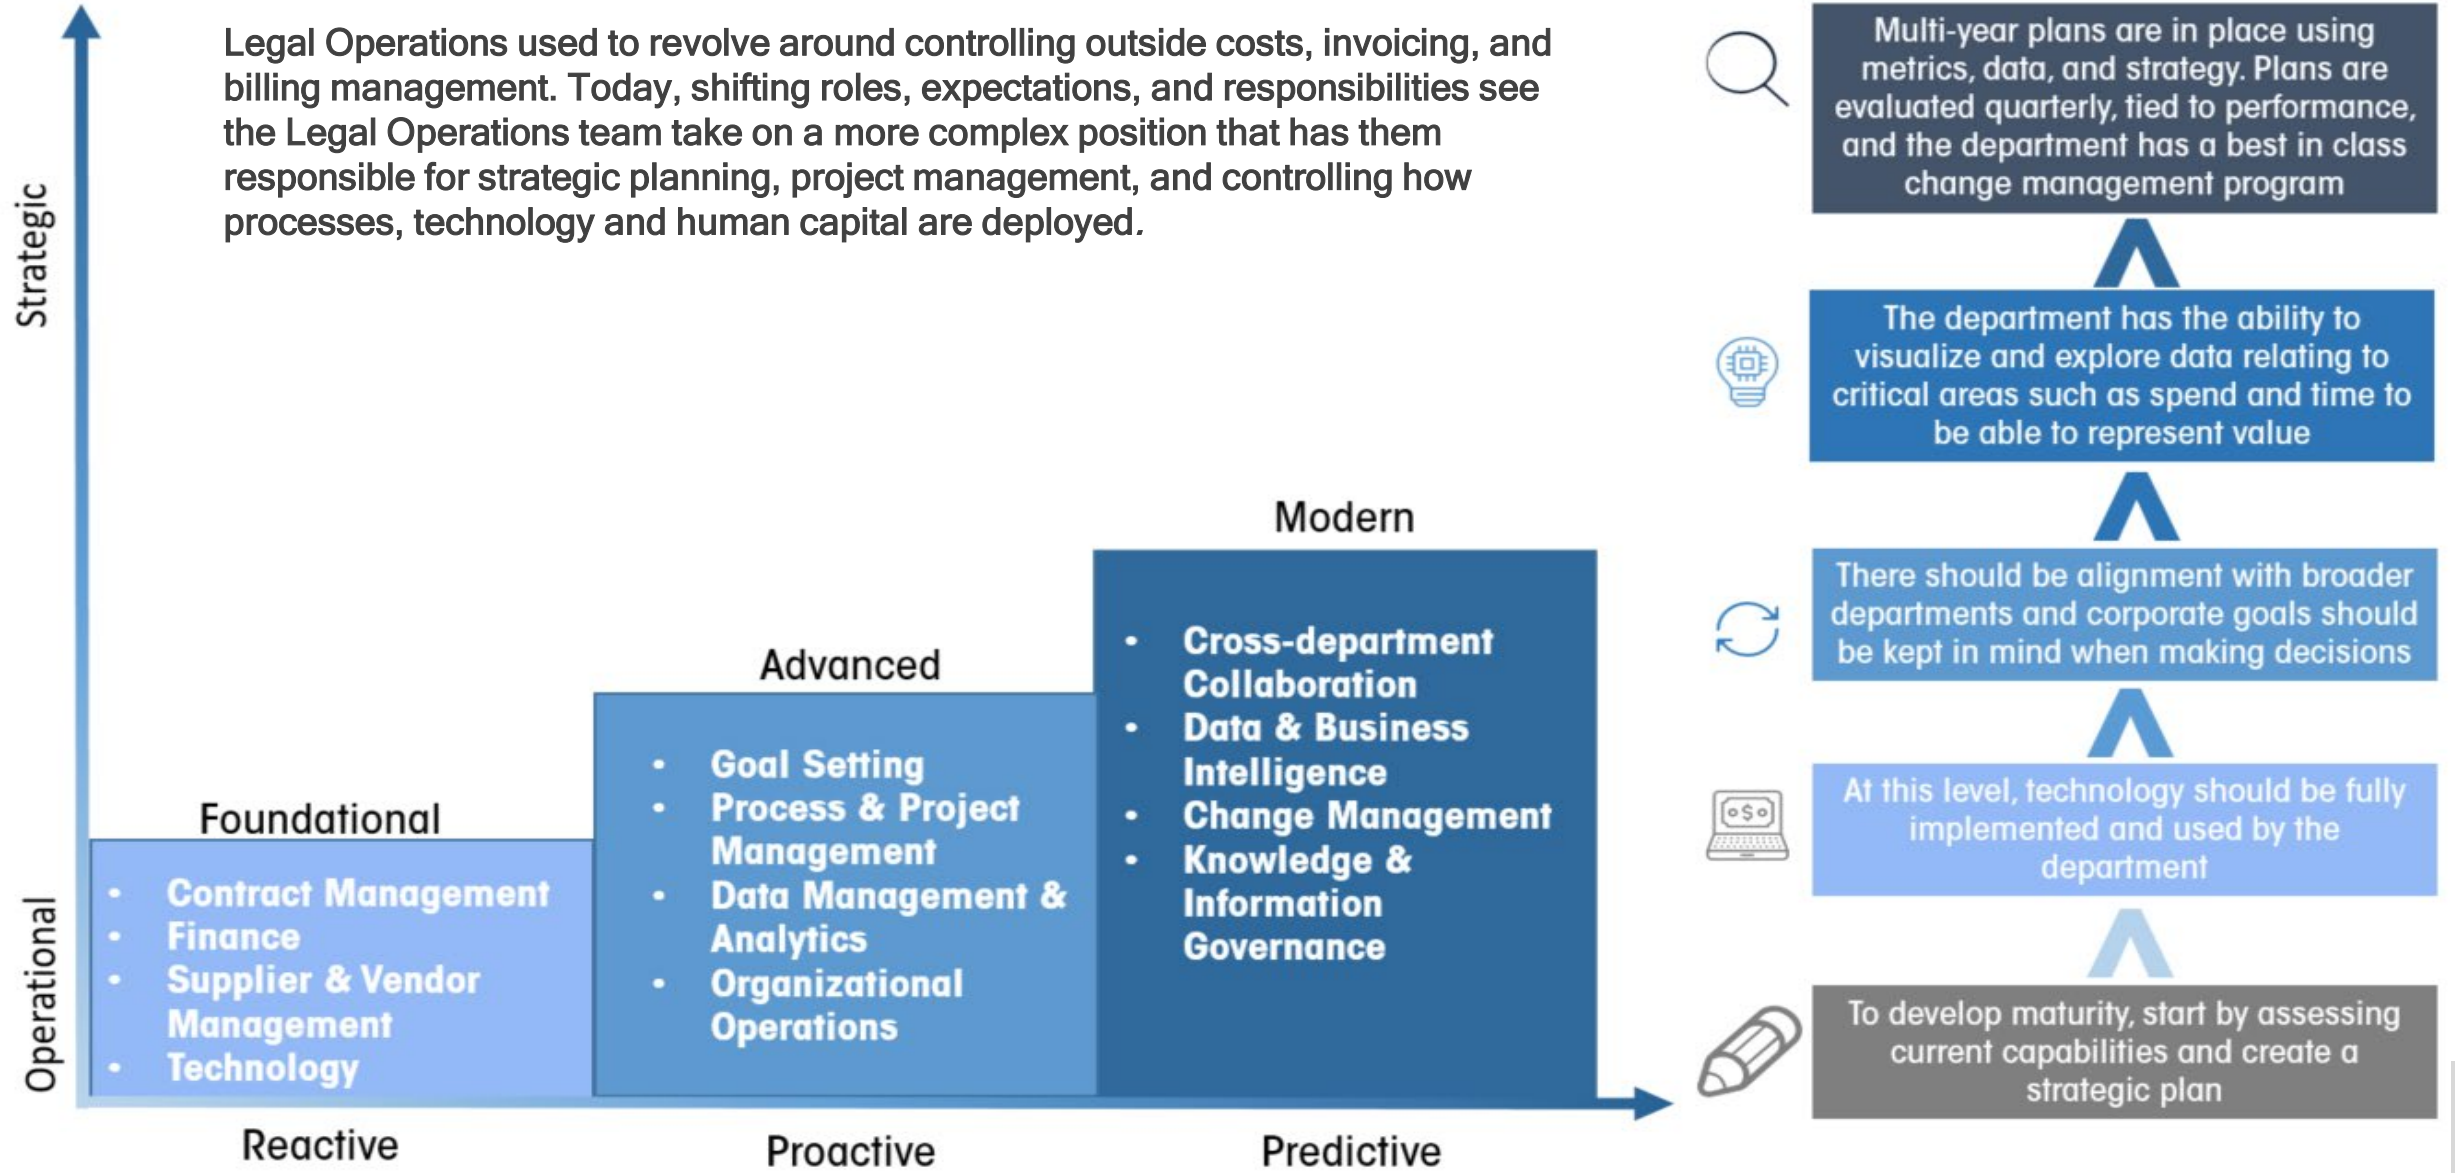 Legal Operations used to revolve around controlling outside costs, invoicing, and
billing management. Today, shifting roles, expectations, and responsibilities see
the Legal Operations team take on a more complex position that has them
responsible for strategic planning, project management, and controlling how
processes, technology and human capital are deployed.
Strategic
Operational
Foundational
• Contract Management
• Finance
• Supplier & Vendor
Management
• Technology
Reactive
Advanced
• Goal Setting
• Process & Project
Management
• Data Management &
Analytics
• Organizational
Operations
Proactive
Modern
• Cross-department
Collaboration
• Data & Business
Intelligence
• Change Management
• Knowledge &
Information
Governance
Predictive
Multi-year plans are in place using
metrics, data, and strategy. Plans are
evaluated quarterly, tied to performance,
and the department has a best in class
change management program
The department has the ability to
visualize and explore data relating to
critical areas such as spend and time to
be able to represent value
There should be alignment with broader
departments and corporate goals should
be kept in mind when making decisions
$
At this level, technology should be fully
implemented and used by the
department
To develop maturity, start by assessing
current capabilities and create a
strategic plan